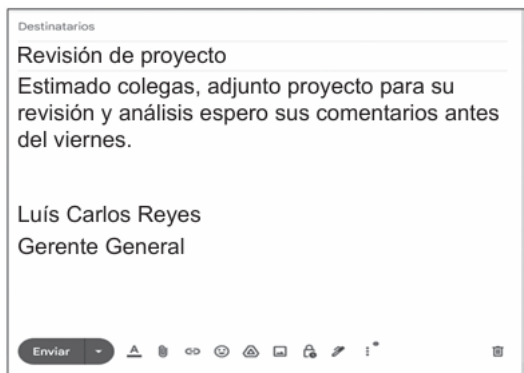 Destinatarios
Revisión de proyecto
Estimado colegas, adjunto proyecto para su
revisión y análisis espero sus comentarios antes
del viernes.
Luís Carlos Reyes
Gerente General
Enviar